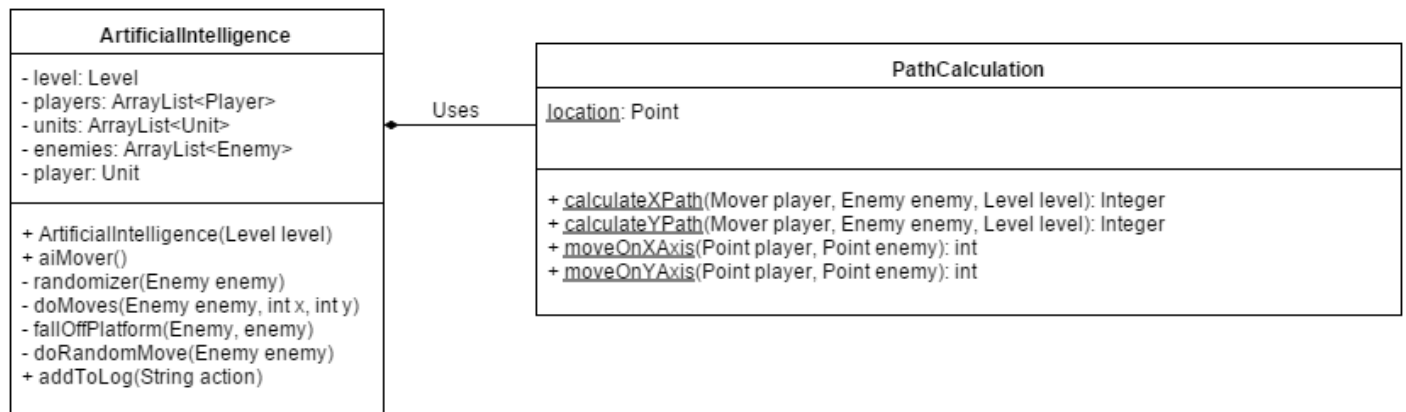 ArtificialIntelligence
- level: Level
- players: ArrayList<Player>
- units: ArrayList<Unit>
- enemies: ArrayList<Enemy>
- player: Unit
+ ArtificialIntelligence(Level level)
+ aiMover()
- randomizer(Enemy enemy)
- doMoves(Enemy enemy, int x, int y)
- fallOffPlatform(Enemy, enemy)
- doRandomMove(Enemy enemy)
+ addToLog(String action)
Uses
PathCalculation
location: Point
+ calculateXPath(Mover player, Enemy enemy, Level level): Integer
+ calculateYPath(Mover player, Enemy enemy, Level level): Integer
+ moveOnXAxis(Point player, Point enemy): int
+ moveOnYAxis(Point player, Point enemy): int